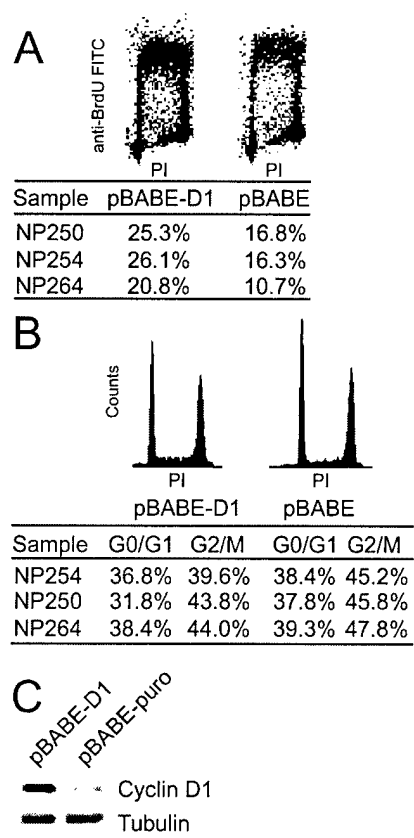 A
anti-BrdU FITC
PI PI
Sample pBABE-D1 pBABE
NP250 25.3% 16.8%
NP254 26.1% 16.3%
NP264 20.8% 10.7%
B
Counts
PI PI
pBABE-D1 pBABE
Sample G0/G1 G2/M G0/G1 G2/M
NP254 36.8% 39.6% 38.4% 45.2%
NP250 31.8% 43.8% 37.8% 45.8%
NP264 38.4% 44.0% 39.3% 47.8%
C
pBABE-D1
pBABE-puro
Cyclin D1
Tubulin